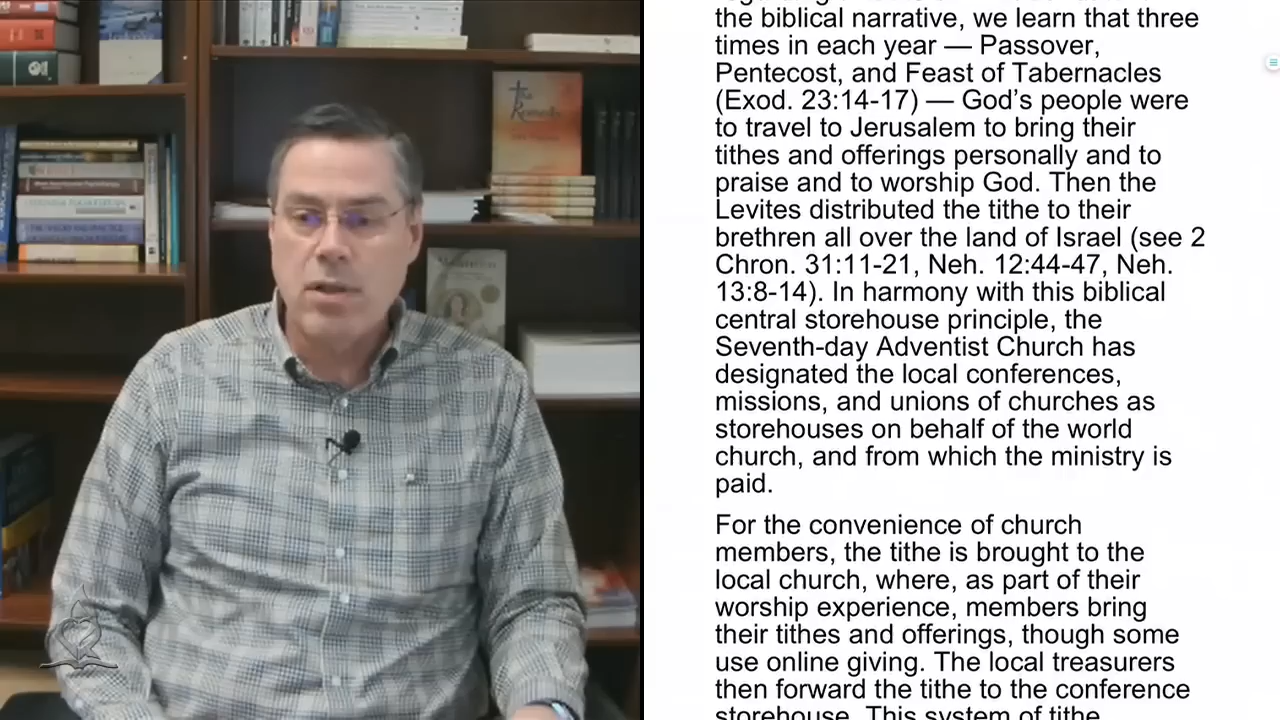 The
Remedy
the biblical narrative, we learn that three
times in each year — Passover,
Pentecost, and Feast of Tabernacles
(Exod. 23:14-17) — God’s people were
to travel to Jerusalem to bring their
tithes and offerings personally and to
praise and to worship God. Then the
Levites distributed the tithe to their
brethren all over the land of Israel (see 2
Chron. 31:11-21, Neh. 12:44-47, Neh.
13:8-14). In harmony with this biblical
central storehouse principle, the
Seventh-day Adventist Church has
designated the local conferences,
missions, and unions of churches as
storehouses on behalf of the world
church, and from which the ministry is
paid.
For the convenience of church
members, the tithe is brought to the
local church, where, as part of their
worship experience, members bring
their tithes and offerings, though some
use online giving. The local treasurers
then forward the tithe to the conference
storehouse. This system of tithe